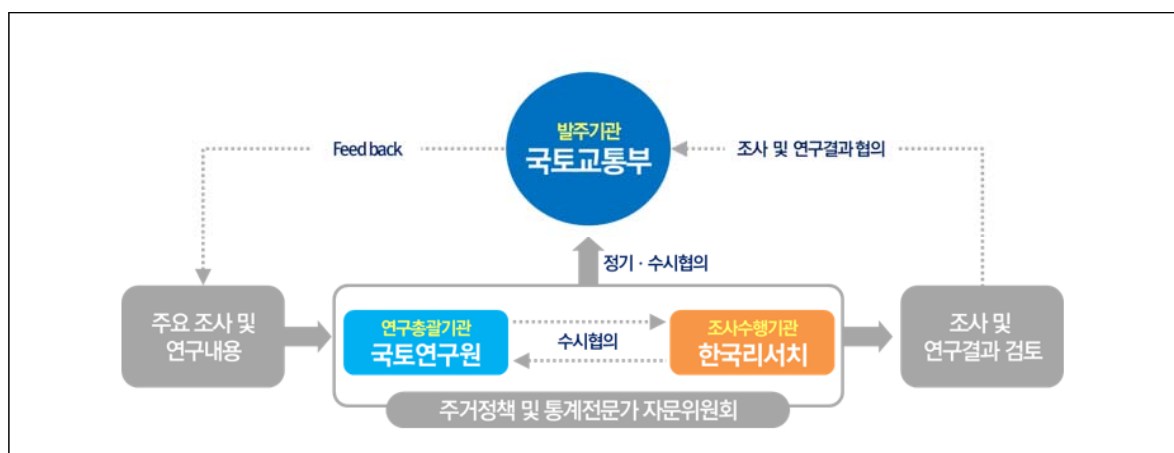 발주기관
국토교통부
Feed back
조사 및 연구결과 협의
정기 · 수시협의
주요 조사 및
연구내용
연구총괄기관
국토연구원
수시협의
조사수행기관
한국리서치
조사 및
연구결과 검토
주거정책 및 통계전문가 자문위원회